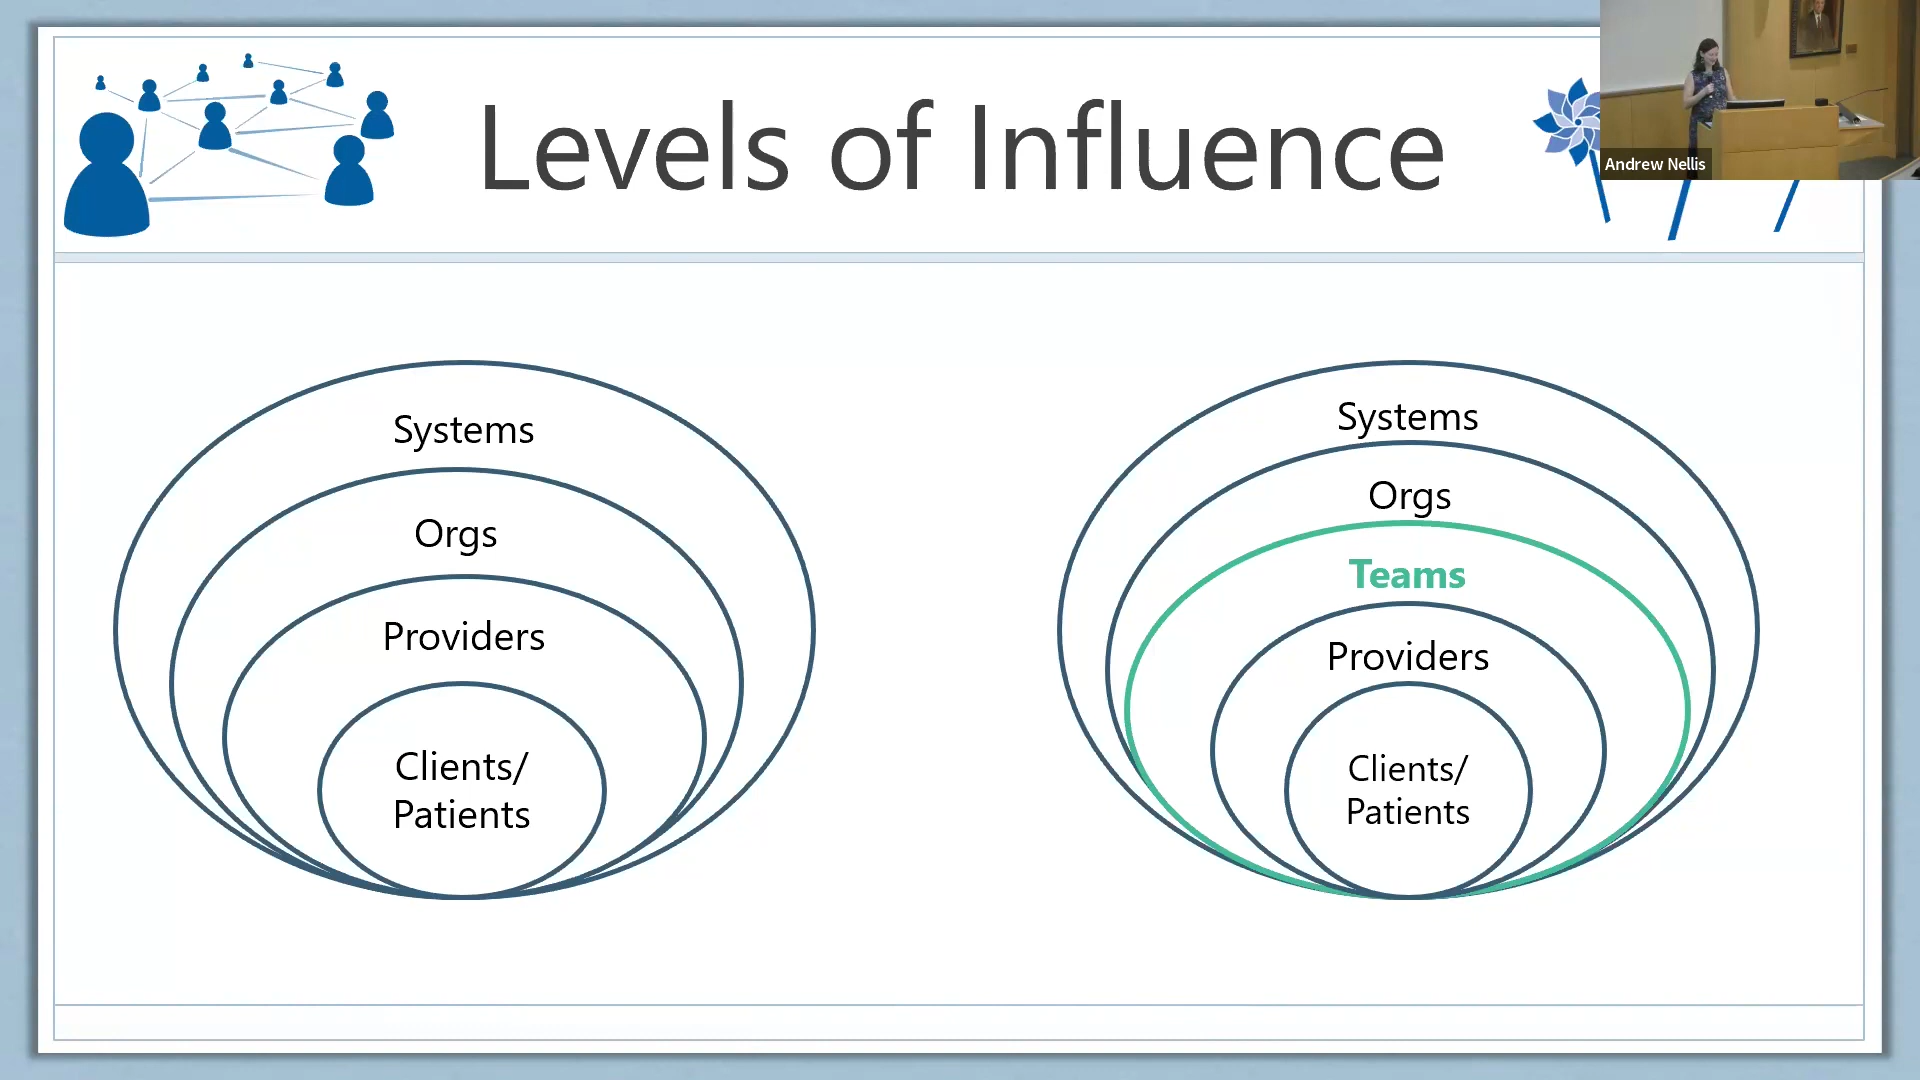 Levels of Influence
Andrew Nellis
Systems
Orgs
Providers
Clients/
Patients
Systems
Orgs
Teams
Providers
Clients/
Patients